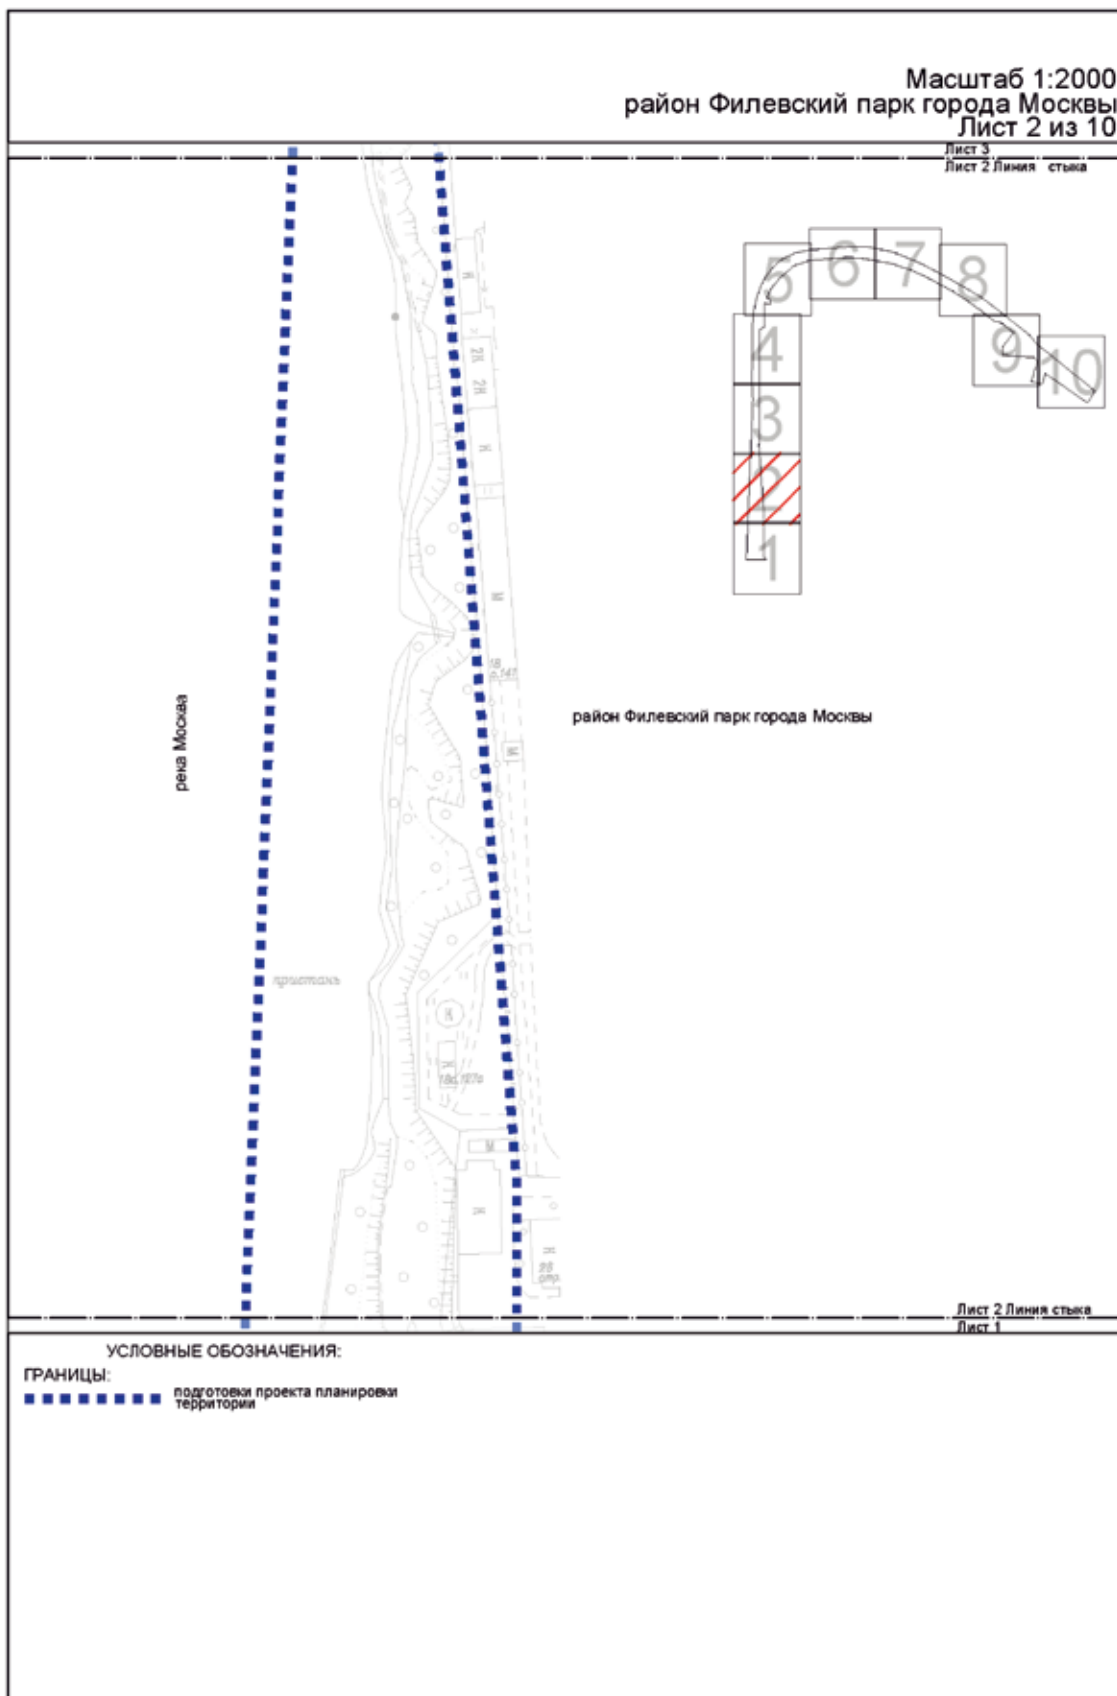 Масштаб 1:2000
район Филевский парк города Москвы
Лист 2 из 10
Лист 3
Лист 2 Линия стыка
5
6
7
8
4
9
10
3
2
1
К
2К
2К
К
М
М
река Москва
район Филевский парк города Москвы
пристань
К
К
М
К
К
Лист 2 Линия стыка
Лист 1
УСЛОВНЫЕ ОБОЗНАЧЕНИЯ:
ГРАНИЦЫ:
подготовки проекта планировки
территории